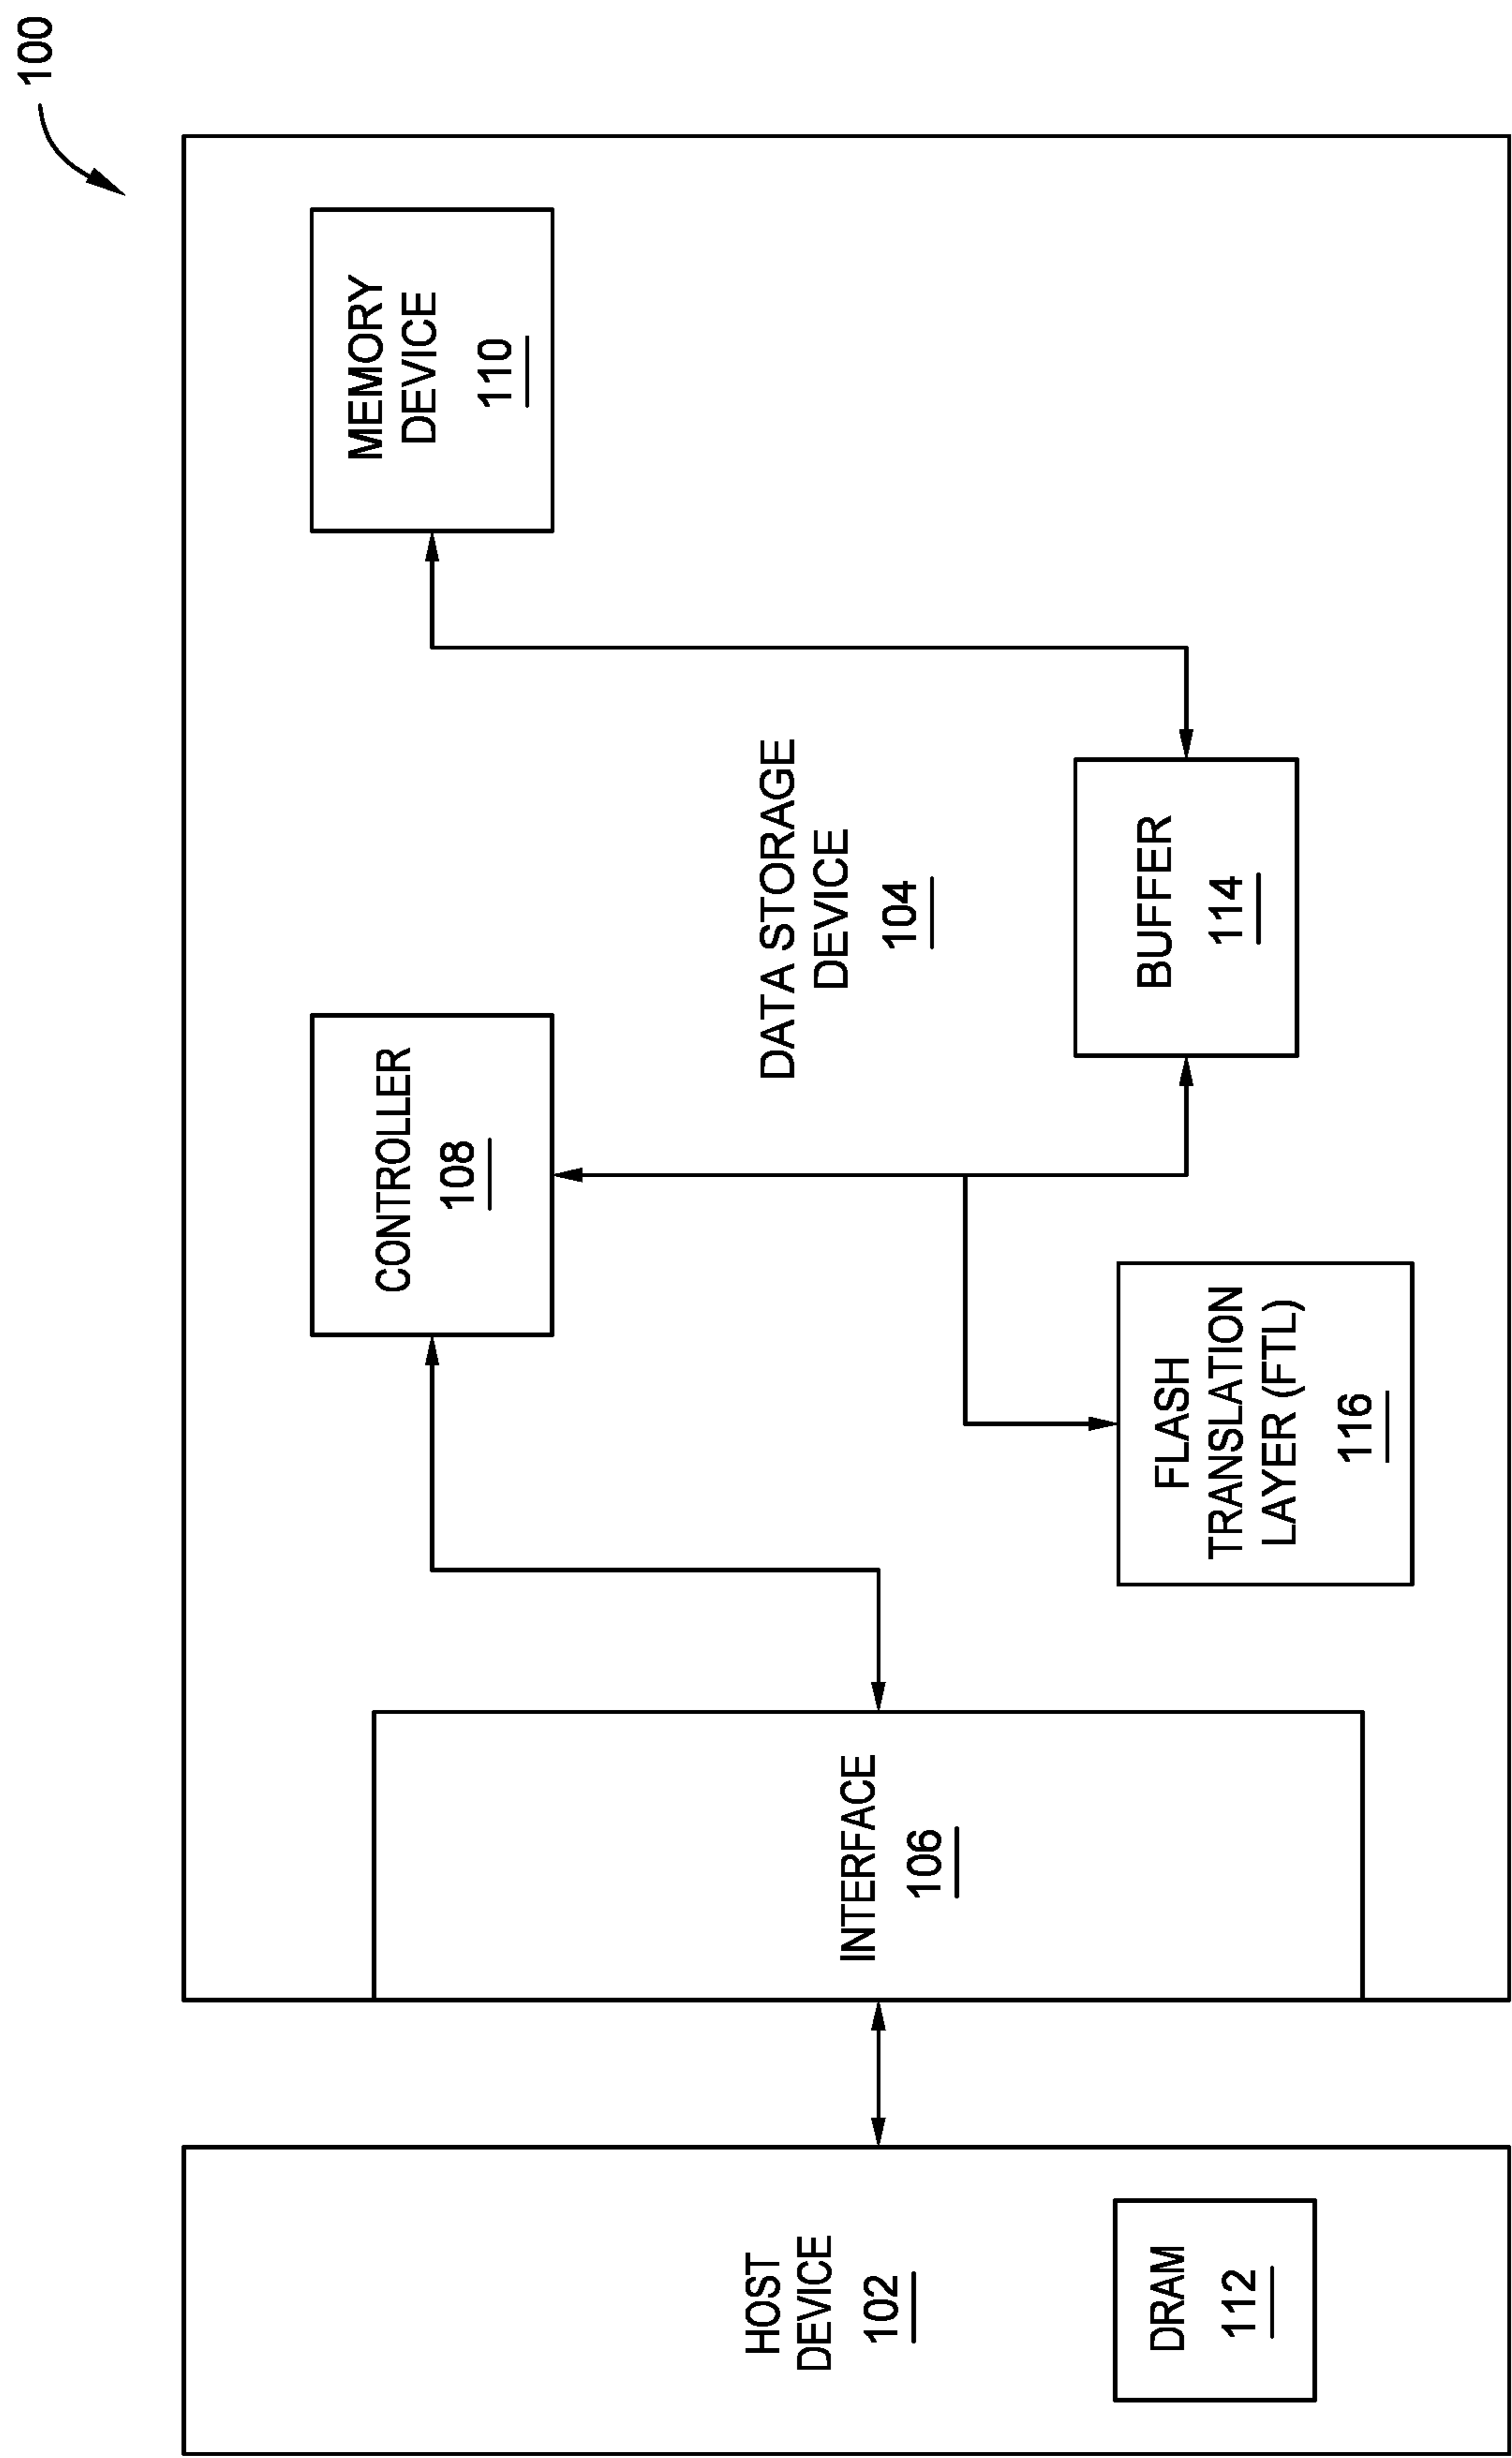 100
HOST
DEVICE
102
DRAM
112
INTERFACE
106
CONTROLLER
108
MEMORY
DEVICE
110
DATA STORAGE
DEVICE
104
FLASH
TRANSLATION
LAYER (FTL)
116
BUFFER
114